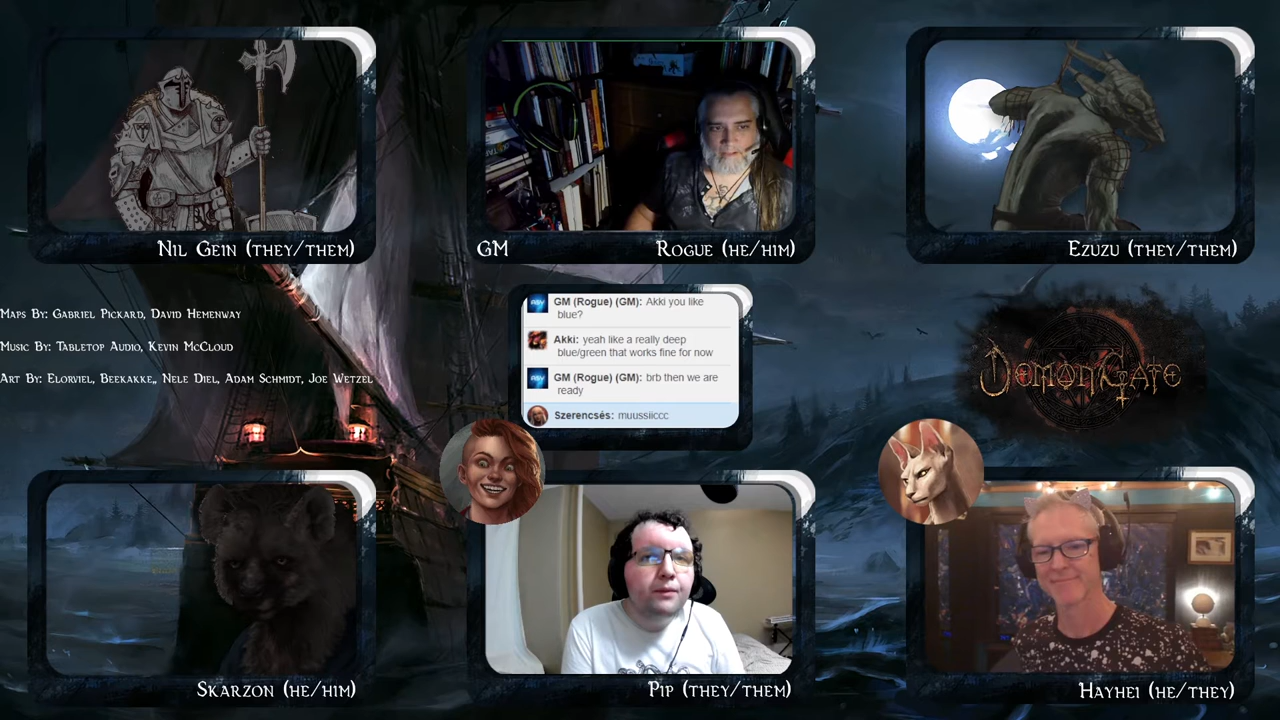 Nil Gein (they/them)
GM
Rogue (he/him)
Ezuzu (they/them)
Maps By: Gabriel Pickard, David Hemenway
Music By: Tabletop Audio, Kevin McCloud
Art By: Elorviel, Beekakke,, Nele Diel, Adam Schmidt, Joe Wetzel
GM (Rogue) (GM): Akki you like
blue?
Akki: yeah like a really deep
blue/green that works fine for now
GM (Rogue) (GM): brb then we are
ready
Szerencsés: muussiiccc
DemonGate
Skarzon (he/him)
Pip (they/them)
Hayhei (he/they)